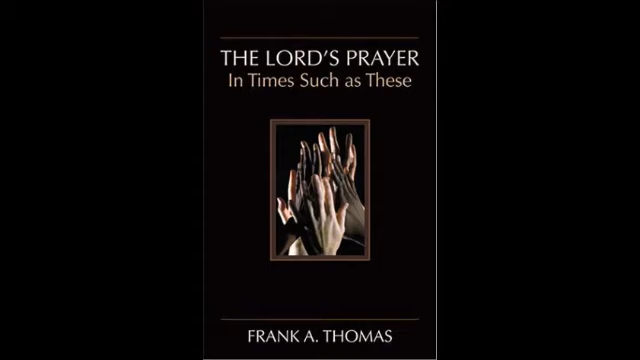 THE LORD'S PRAYER
In Times Such as These
FRANK A. THOMAS